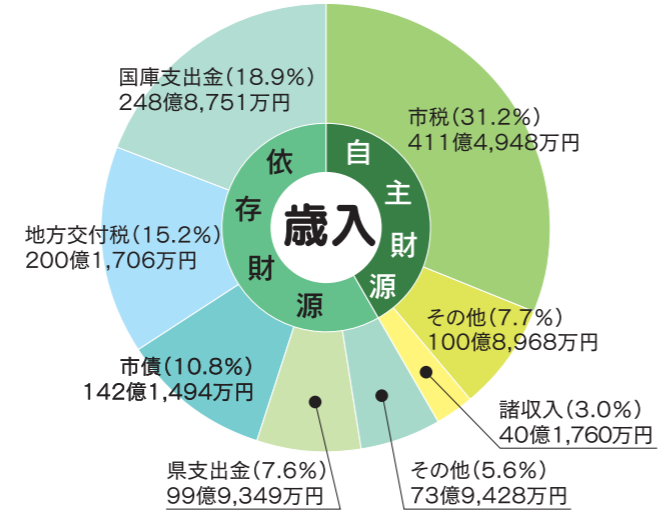 歳入
自主財源
依存財源
市税(31.2%)
411億4,948万円
その他(7.7%)
100億8,968万円
諸収入(3.0%)
40億1,760万円
その他(5.6%)
73億9,428万円
県支出金(7.6%)
99億9,349万円
市債(10.8%)
142億1,494万円
地方交付税(15.2%)
200億1,706万円
国庫支出金(18.9%)
248億8,751万円